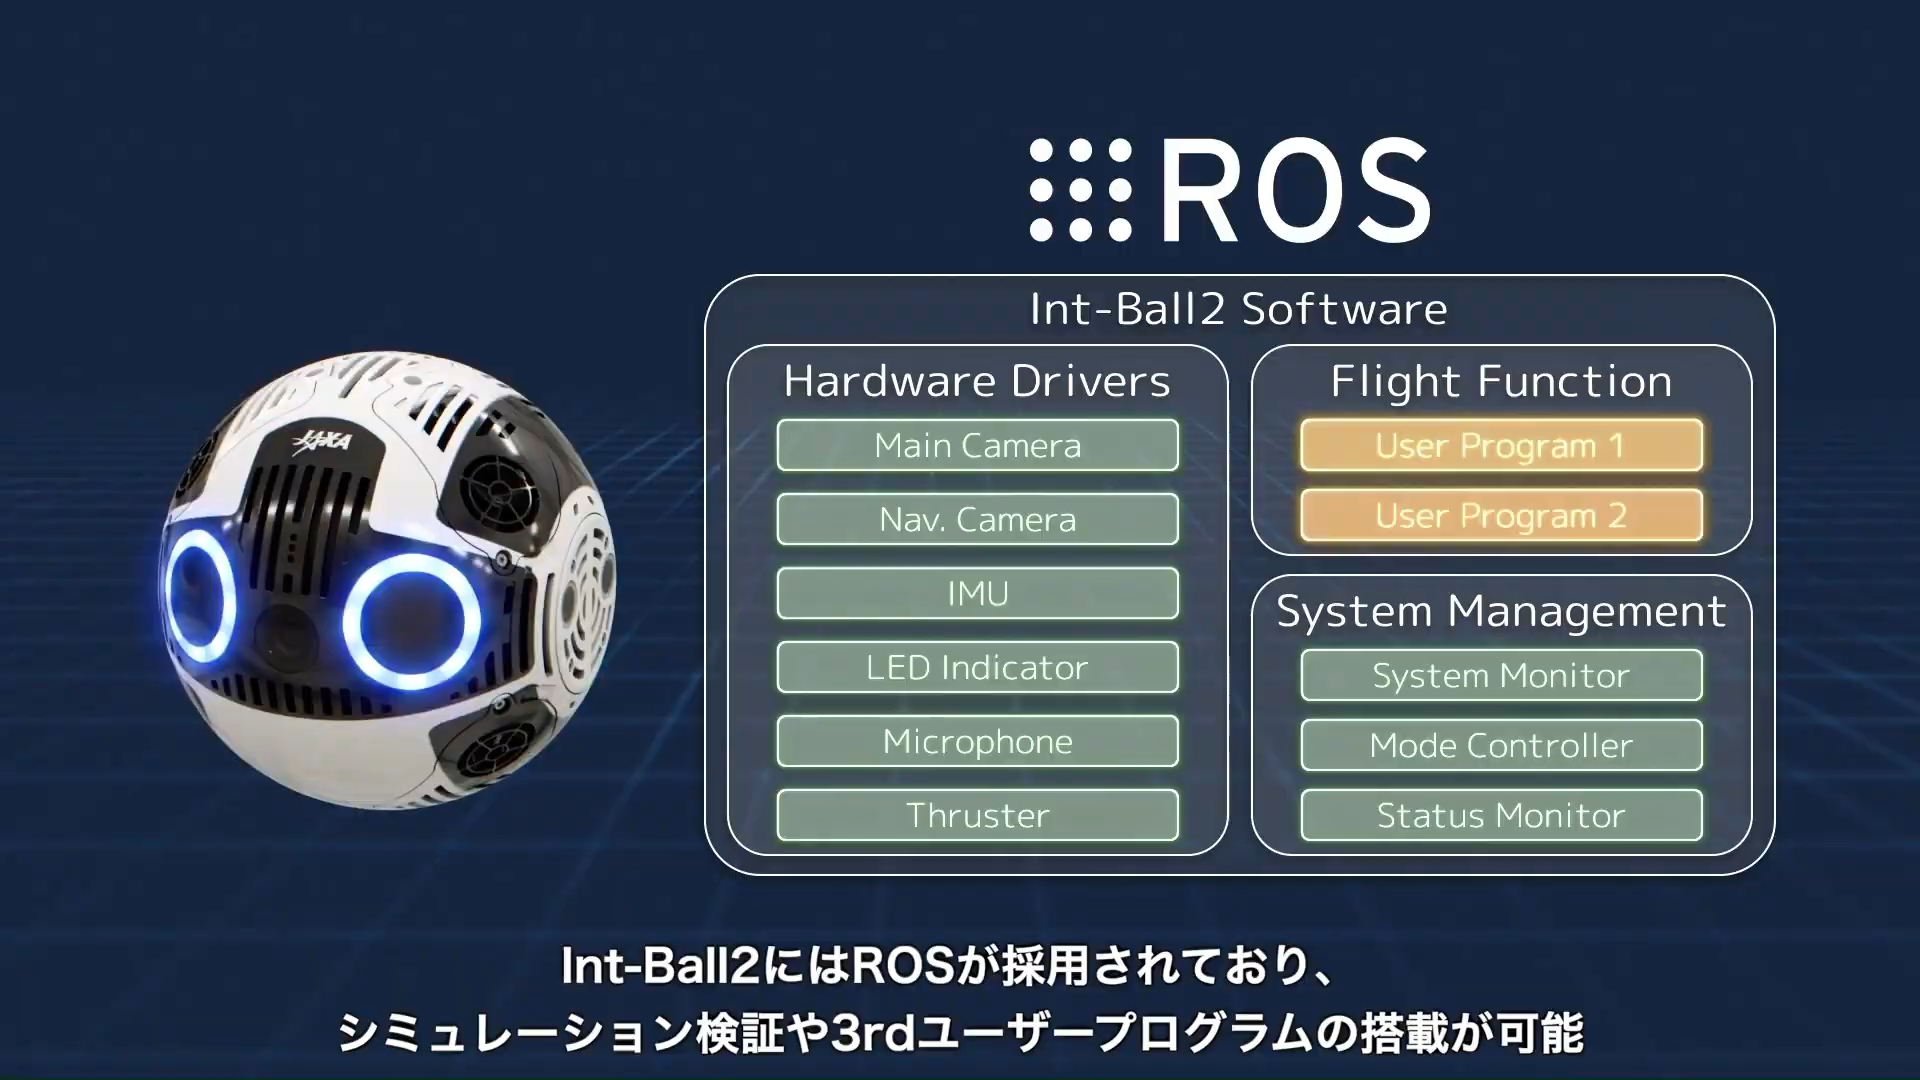 ROS
Int-Ball2 Software
Hardware Drivers
Main Camera
Nav. Camera
IMU
LED Indicator
Microphone
Thruster
Flight Function
User Program 1
User Program 2
System Management
System Monitor
Mode Controller
Status Monitor
JAXA
Int-Ball2にはROSが採用されており、
シミュレーション検証や3rdユーザープログラムの搭載が可能